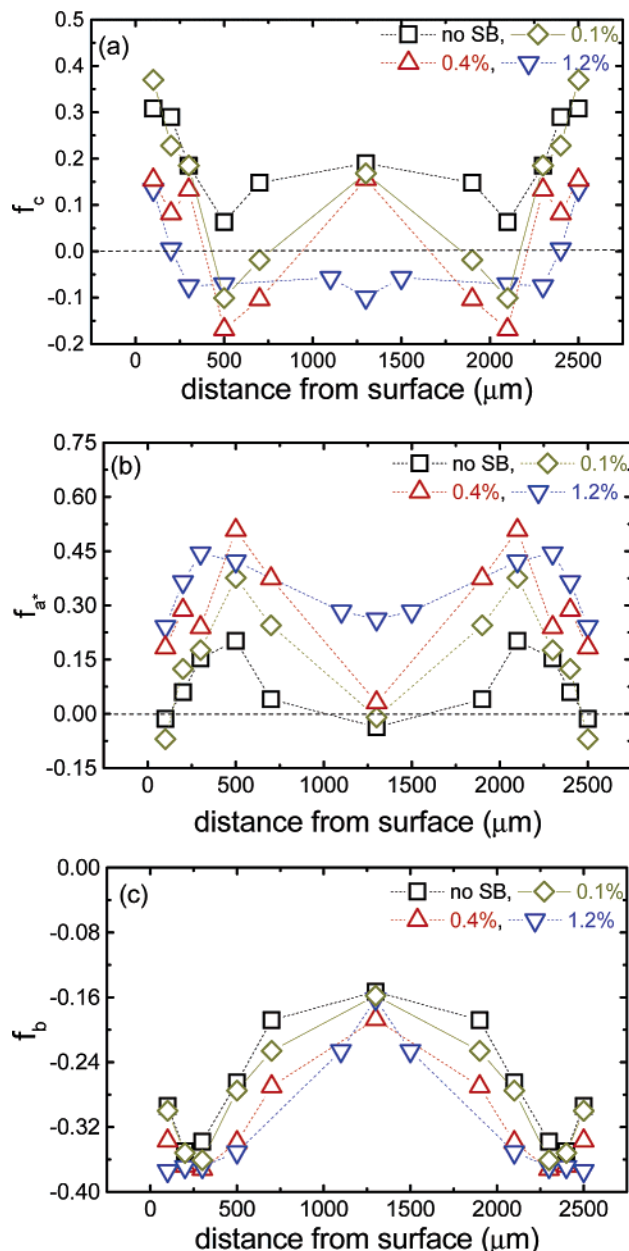 (a)
no SB, 0.1%
0.4%, 1.2%
0.5
0.4
0.3
0.2
0.1
0.0
-0.1
-0.2
f_c
0 500 1000 1500 2000 2500
distance from surface (μm)
(b)
no SB, 0.1%
0.4%, 1.2%
0.75
0.60
0.45
0.30
0.15
0.00
-0.15
f_a*
0 500 1000 1500 2000 2500
distance from surface (μm)
(c)
no SB, 0.1%
0.4%, 1.2%
0.00
-0.08
-0.16
-0.24
-0.32
-0.40
f_b
0 500 1000 1500 2000 2500
distance from surface (μm)